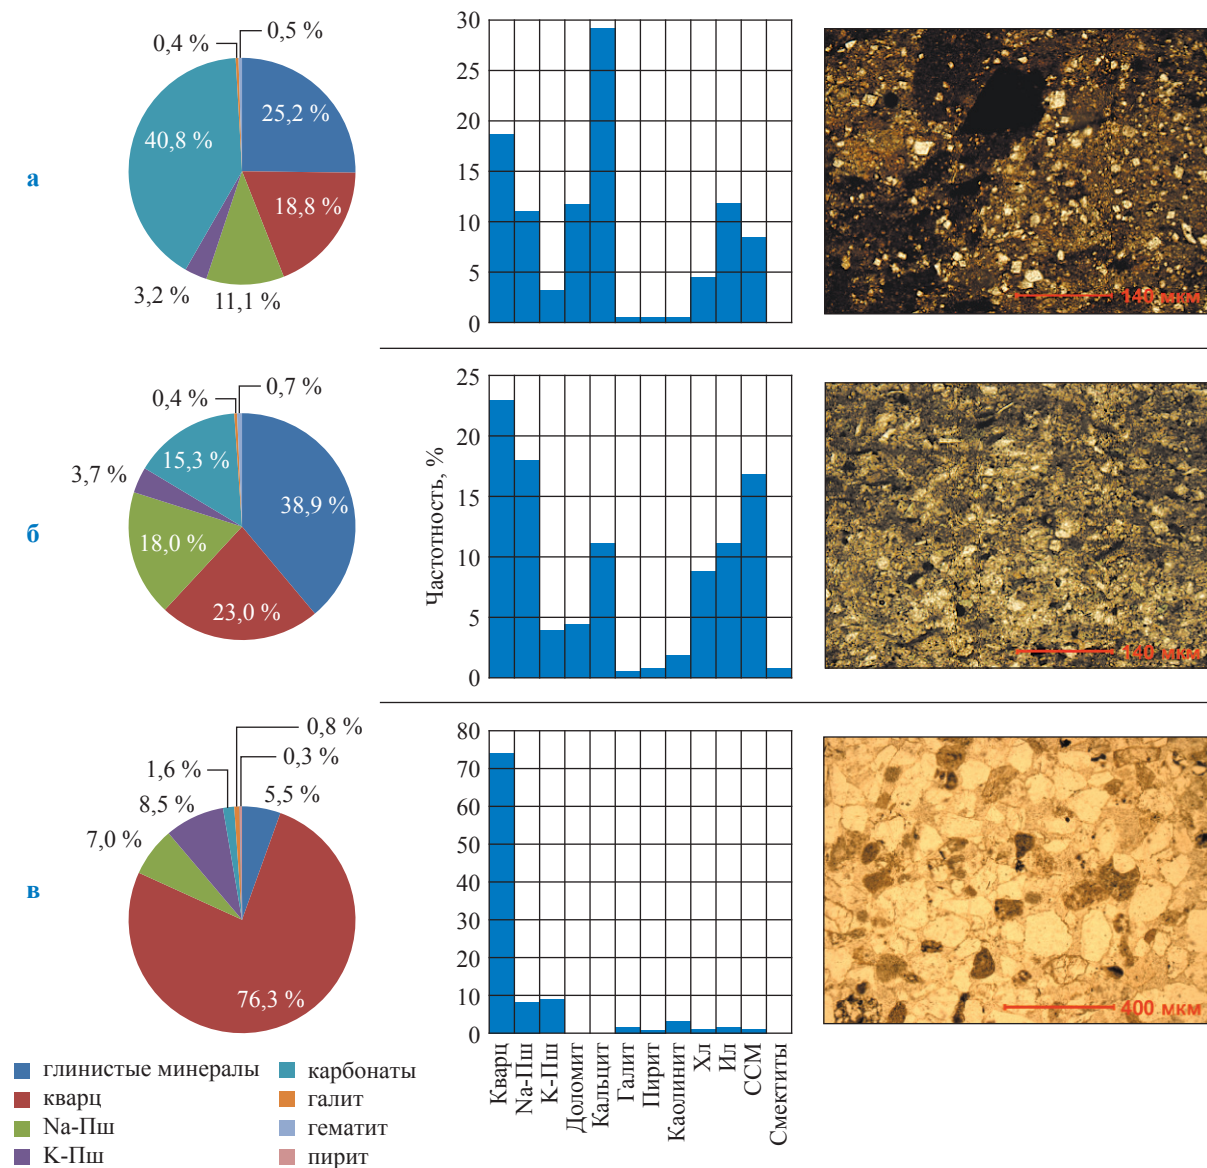 а
0,4 %
0,5 %
25,2 %
40,8 %
18,8 %
3,2 %
11,1 %
30
25
20
15
10
5
0
140 мкм
б
0,4 %
0,7 %
15,3 %
3,7 %
38,9 %
18,0 %
23,0 %
Частотность, %
25
20
15
10
5
0
140 мкм
в
0,8 %
0,3 %
1,6 %
5,5 %
8,5 %
7,0 %
76,3 %
80
70
60
50
40
30
20
10
0
Кварц
Na-Пш
K-Пш
Доломит
Кальцит
Галит
Пирит
Каолинит
Хл
Ил
ССМ
Смектиты
400 мкм
глинистые минералы
кварц
Na-Пш
K-Пш
карбонаты
галит
гематит
пирит